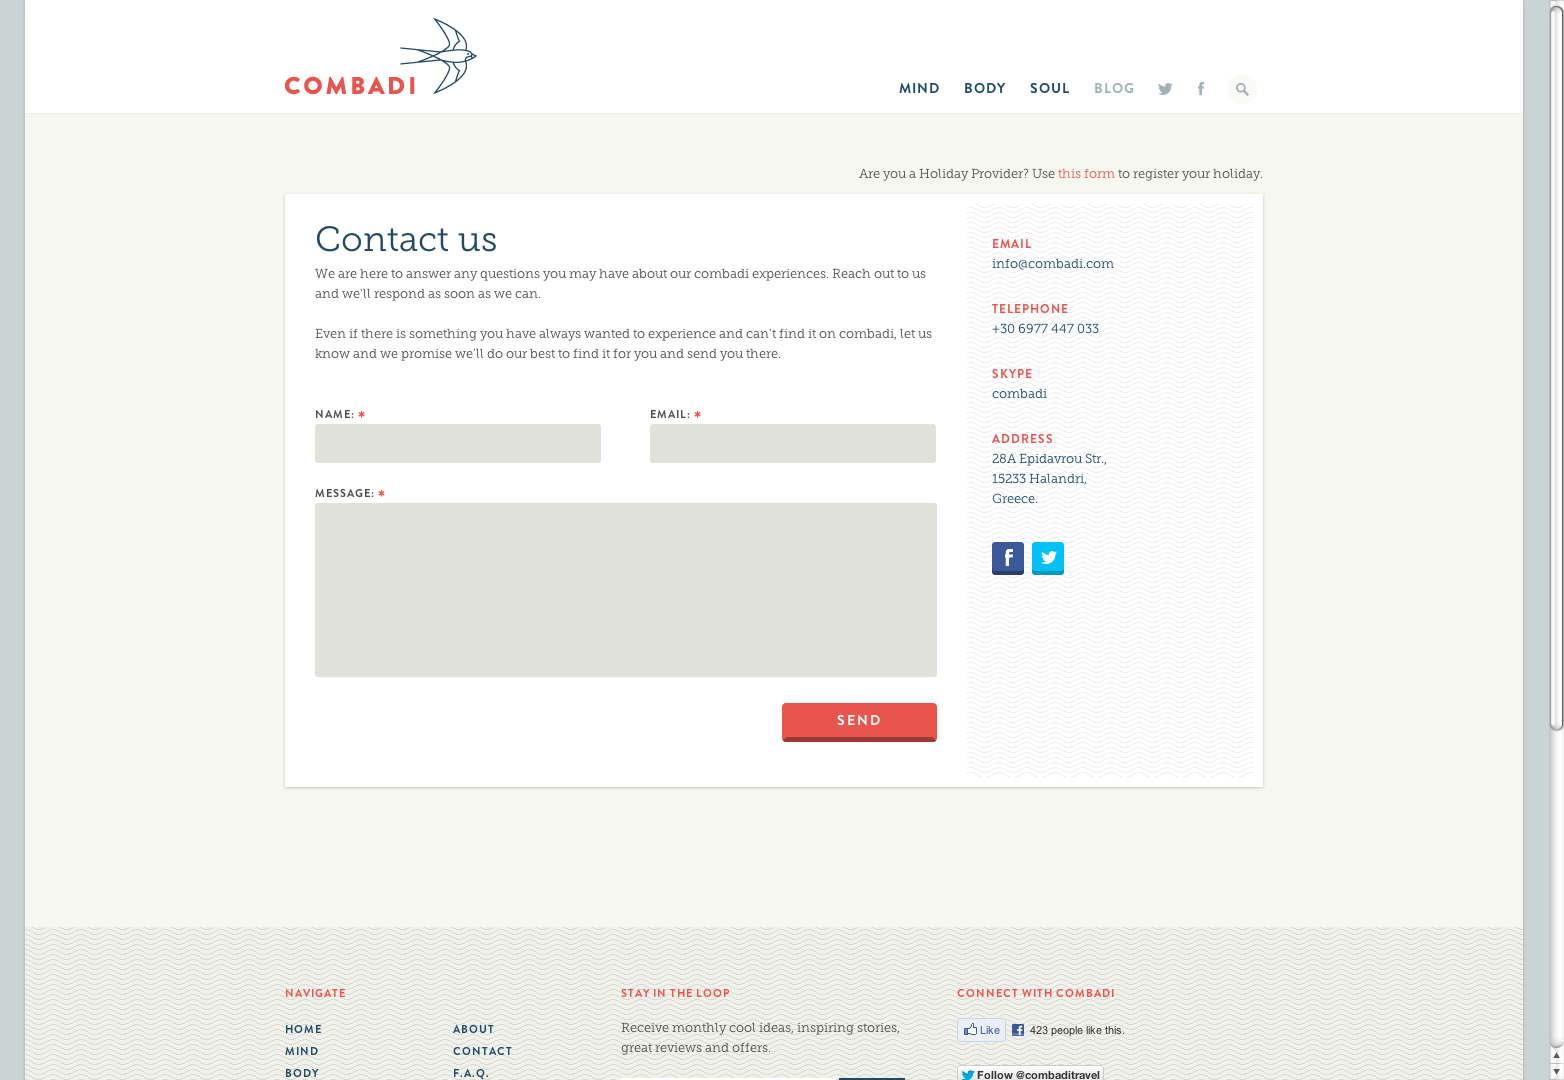 COMBADI
MIND BODY SOUL BLOG
Are you a Holiday Provider? Use this form to register your holiday.
Contact us
We are here to answer any questions you may have about our combadi experiences. Reach out to us
and we'll respond as soon as we can.
Even if there is something you have always wanted to experience and can't find it on combadi, let us
know and we promise we'll do our best to find it for you and send you there.
NAME: *
EMAIL: *
MESSAGE: *
SEND
EMAIL
info@combadi.com
TELEPHONE
+30 6977 447 033
SKYPE
combadi
ADDRESS
28A Epidavrou Str.,
15233 Halandri,
Greece.
NAVIGATE
HOME
MIND
BODY
ABOUT
CONTACT
F.A.Q.
STAY IN THE LOOP
Receive monthly cool ideas, inspiring stories,
great reviews and offers.
CONNECT WITH COMBADI
Like 423 people like this.
Follow @combaditravel